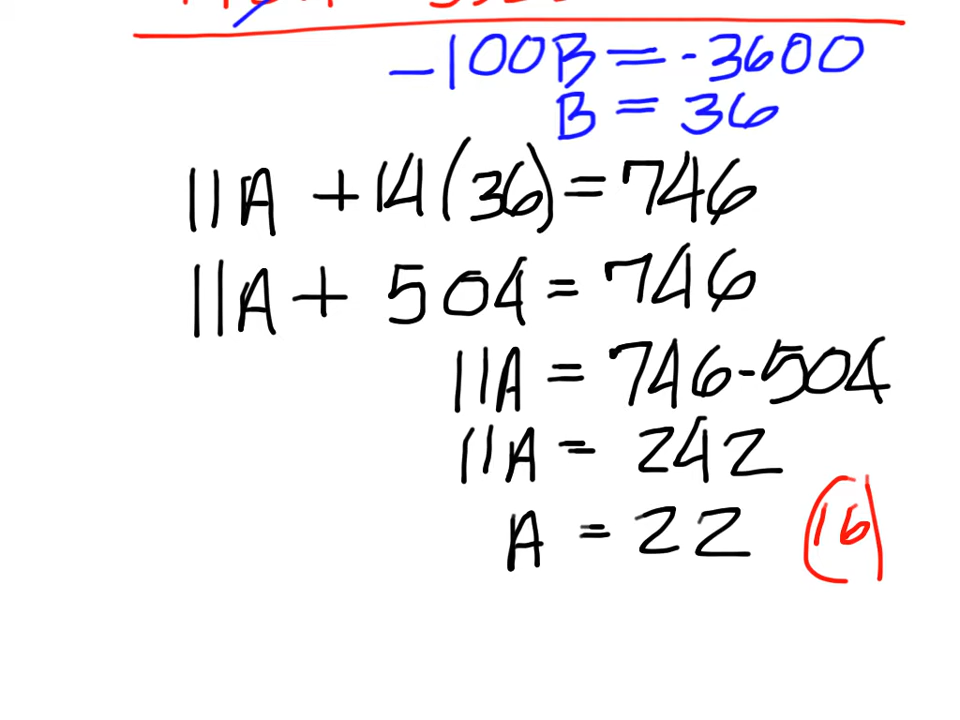 -100B = -3600
B = 36
11A + 14(36) = 746
11A + 504 = 746
11A = 746-504
11A = 242
A = 22 (16)